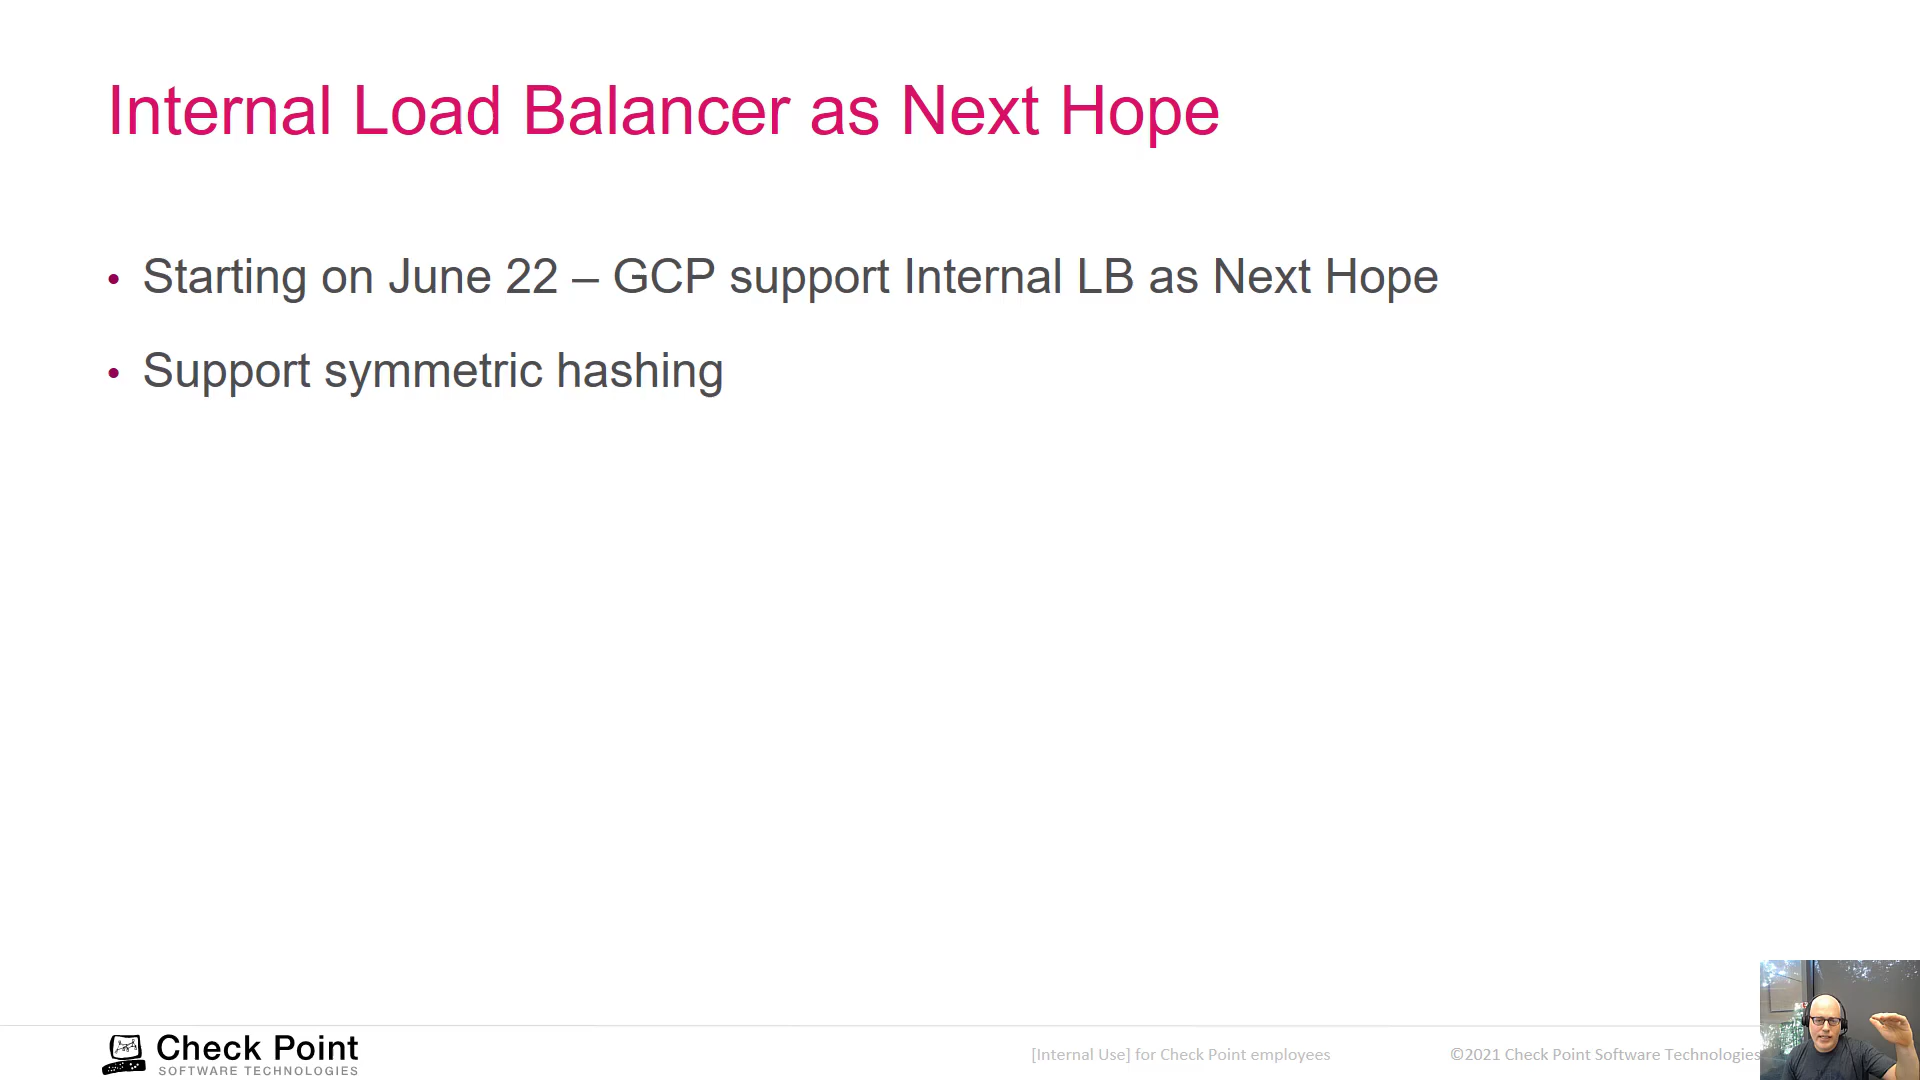 Internal Load Balancer as Next Hope
• Starting on June 22 – GCP support Internal LB as Next Hope
• Support symmetric hashing
Check Point
SOFTWARE TECHNOLOGIES
[Internal Use] for Check Point employees
©2021 Check Point Software Technologies